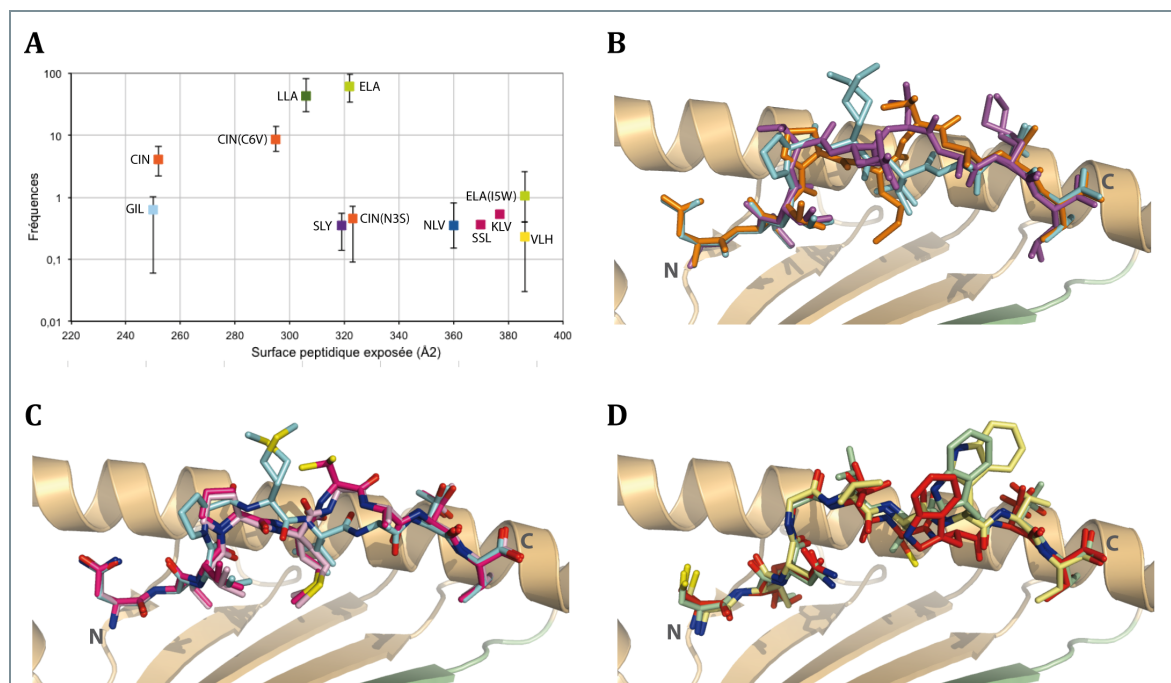 A
Fréquences
100
10
1
0,1
0,01
LLA
ELA
CIN(C6V)
CIN
GIL
ELA(I5W)
SLY
CIN(N3S)
NLV
SSL
KLV
VLH
220 240 260 280 300 320 340 360 380 400
Surface peptidique exposée (Å2)
B
N
C
C
N
C
D
N
C